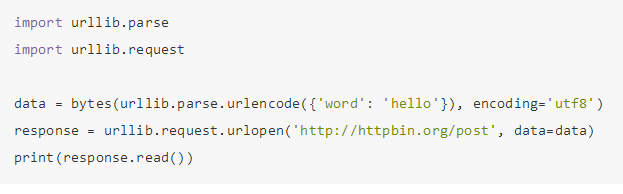 import urllib.parse
import urllib.request
data = bytes(urllib.parse.urlencode({'word': 'hello'}), encoding='utf8')
response = urllib.request.urlopen('http://httpbin.org/post', data=data)
print(response.read())